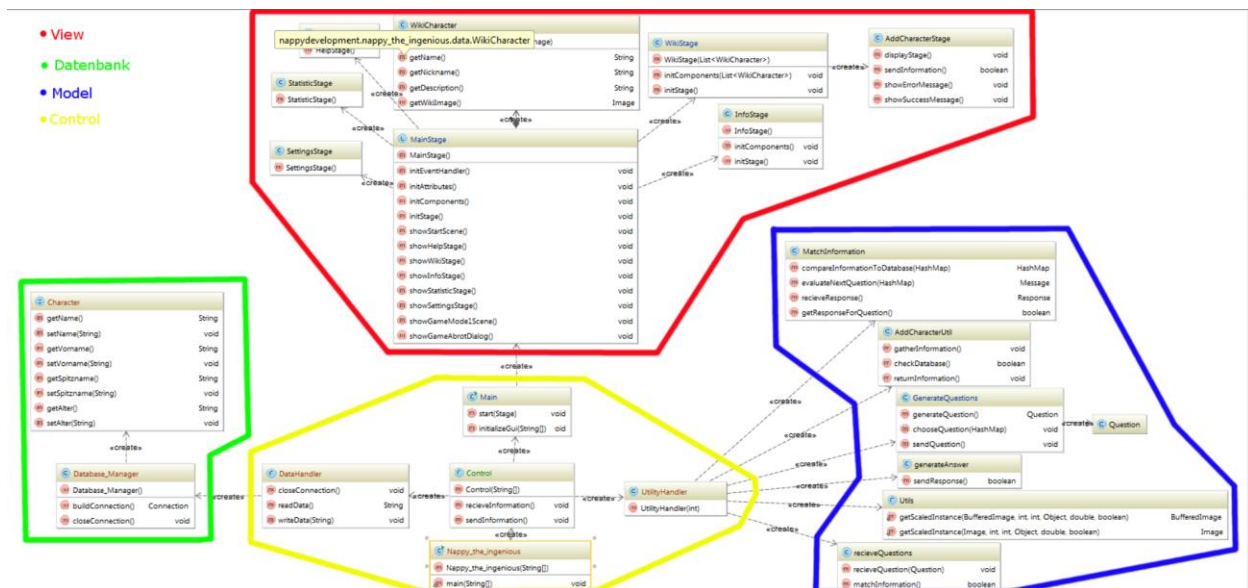 View
Datenbank
Model
Control
WikiCharacter
nappydevelopment.nappy_the_ingenious.data.WikiCharacter
HelpStage()
getName() String
getNickname() String
getDescription() String
getWikiImage() Image
StatisticStage
StatisticStage()
SettingsStage
SettingsStage()
«create»
«create»
«create»
«create»
MainStage
MainStage()
initEventHandler() void
initAttributes() void
initComponents() void
initStage() void
showStartScene() void
showHelpStage() void
showWikiStage() void
showInfoStage() void
showStatisticStage() void
showSettingsStage() void
showGameMode1Scene() void
showGameAbrotDialog() void
WikiStage
WikiStage(List<WikiCharacter>)
initComponents(List<WikiCharacter>) void
initStage() void
«create»
«create»
AddCharacterStage
displayStage() void
sendInformation() boolean
showErrorMessage() void
showSuccessMessage() void
«create»
InfoStage
InfoStage()
initComponents() void
initStage() void
«create»
Character
getName() String
setName(String) void
getVorname() String
setVorname(String) void
getSpitzname() String
setSpitzname(String) void
getAlter() String
setAlter(String) void
«create»
Database_Manager
Database_Manager()
buildConnection() Connection
closeConnection() void
«create»
«create»
Main
start(Stage) void
initializeGui(String[]) oid
«create»
DataHandler
closeConnection() void
readData() String
writeData(String) void
«create»
Control
Control(String[])
recieveInformation() void
sendInformation() void
«create»
«create»
Nappy_the_ingenious
Nappy_the_ingenious(String[])
main(String[]) void
UtilityHandler
UtilityHandler(int)
MatchInformation
compareInformationToDatabase(HashMap) HashMap
evaluateNextQuestion(HashMap) Message
recieveResponse() Response
getResponseForQuestion() boolean
«create»
AddCharacterUtil
gatherInformation() void
checkDatabase() boolean
returnInformation() void
«create»
GenerateQuestions
generateQuestion() Question
chooseQuestion(HashMap) void
sendQuestion() void
«create»
Question
«create»
generateAnswer
sendResponse() boolean
«create»
Utils
getScaledInstance(BufferedImage, int, int, Object, double, boolean) BufferedImage
getScaledInstance(Image, int, int, Object, double, boolean) Image
«create»
«create»
recieveQuestions
recieveQuestion(Question) void
matchInformation() boolean